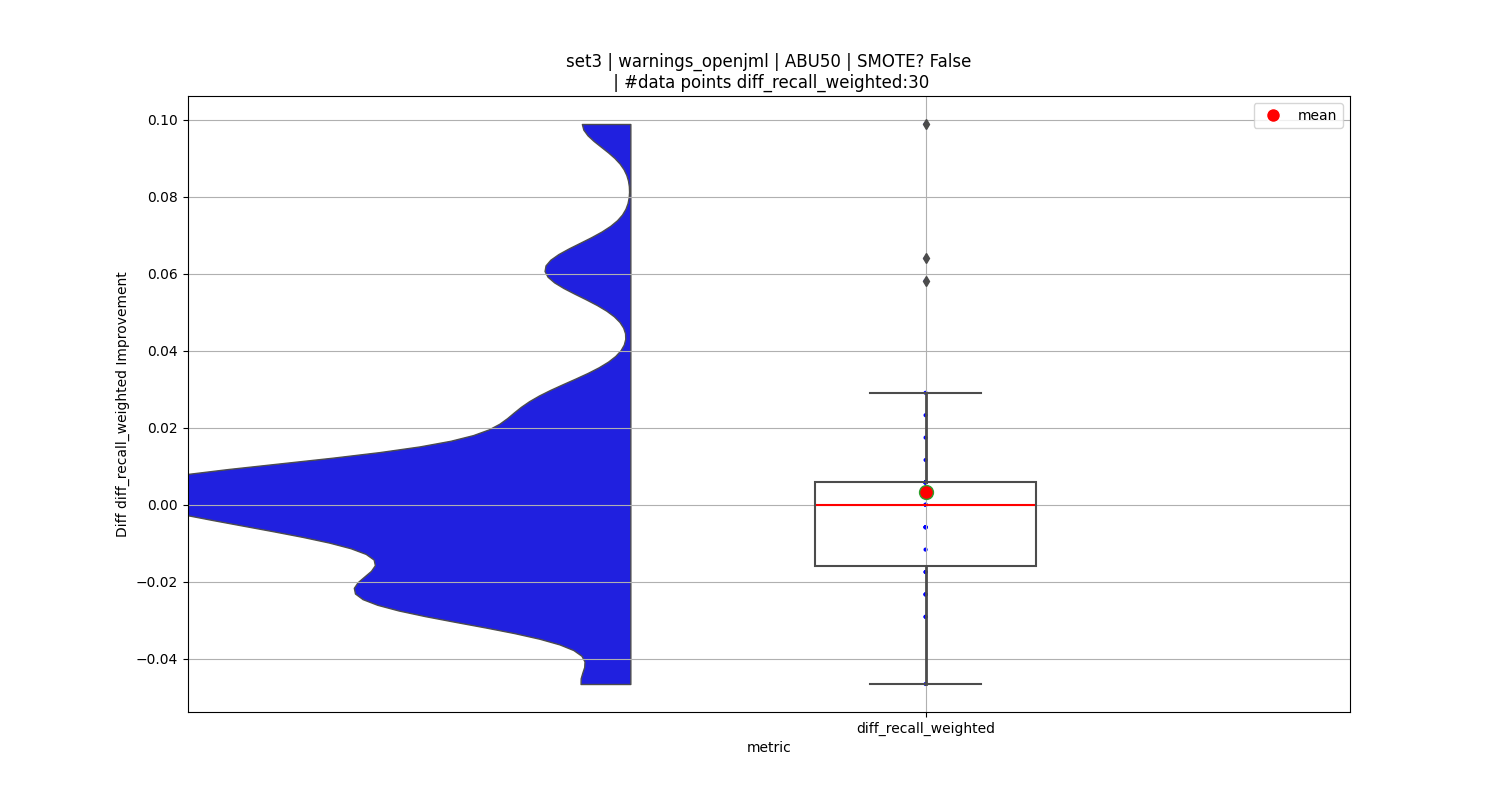 set3 | warnings_openjml | ABU50 | SMOTE? False
| #data points diff_recall_weighted:30
mean
Diff diff_recall_weighted Improvement
0.10
0.08
0.06
0.04
0.02
0.00
−0.02
−0.04
diff_recall_weighted
metric